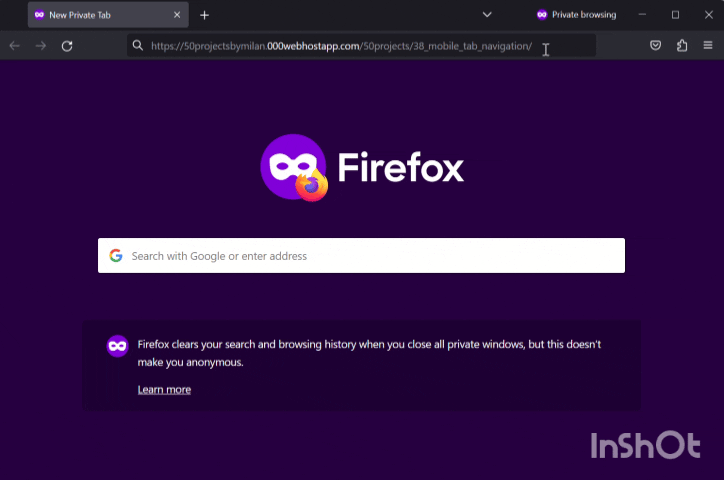 New Private Tab
Private browsing
https://50projectsbymilan.000webhostapp.com/50projects/38_mobile_tab_navigation/
Firefox
Search with Google or enter address
Firefox clears your search and browsing history when you close all private windows, but this doesn't
make you anonymous.
Learn more
InShOt